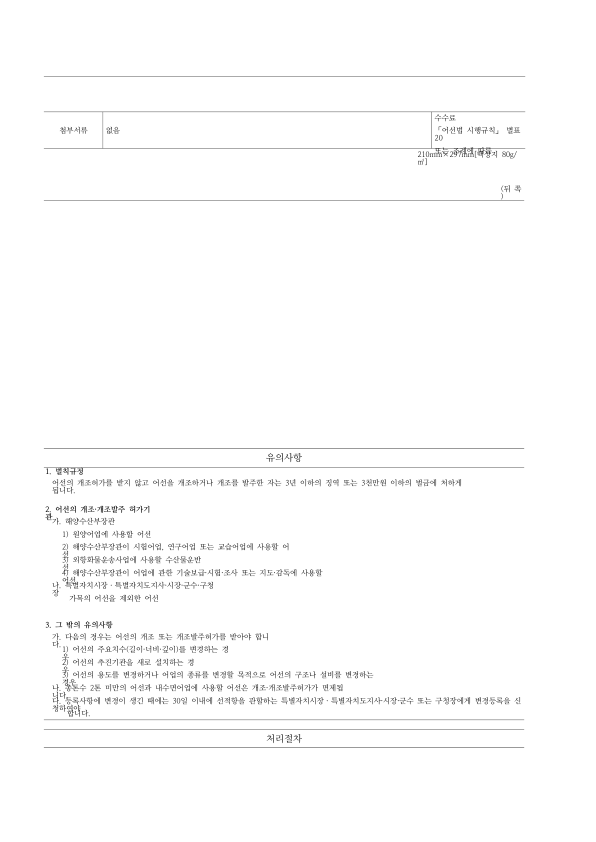 수수료
첨부서류 없음 「어선법 시행규칙」 별표
20
또는 조례에 따름
210mm×297mm[백상지 80g/
㎡]
(뒤 쪽
)
유의사항
1. 벌칙규정
어선의 개조허가를 받지 않고 어선을 개조하거나 개조를 발주한 자는 3년 이하의 징역 또는 3천만원 이하의 벌금에 처하게
됩니다.
2. 어선의 개조·개조발주 허가기
관
가. 해양수산부장관
1) 원양어업에 사용할 어선
2) 해양수산부장관이 시험어업, 연구어업 또는 교습어업에 사용할 어
선
3) 외항화물운송사업에 사용할 수산물운반
선
4) 해양수산부장관이 어업에 관한 기술보급·시험·조사 또는 지도·감독에 사용할
어선
나. 특별자치시장ㆍ특별자치도지사·시장·군수·구청
장
가목의 어선을 제외한 어선
3. 그 밖의 유의사항
가. 다음의 경우는 어선의 개조 또는 개조발주허가를 받아야 합니
다.
1) 어선의 주요치수(길이·너비·깊이)를 변경하는 경
우
2) 어선의 추진기관을 새로 설치하는 경
우
3) 어선의 용도를 변경하거나 어업의 종류를 변경할 목적으로 어선의 구조나 설비를 변경하는
경우
나. 총톤수 2톤 미만의 어선과 내수면어업에 사용할 어선은 개조·개조발주허가가 면제됩
니다.
다. 등록사항에 변경이 생긴 때에는 30일 이내에 선적항을 관할하는 특별자치시장ㆍ특별자치도지사·시장·군수 또는 구청장에게 변경등록을 신
청하여야
합니다.
처리절차